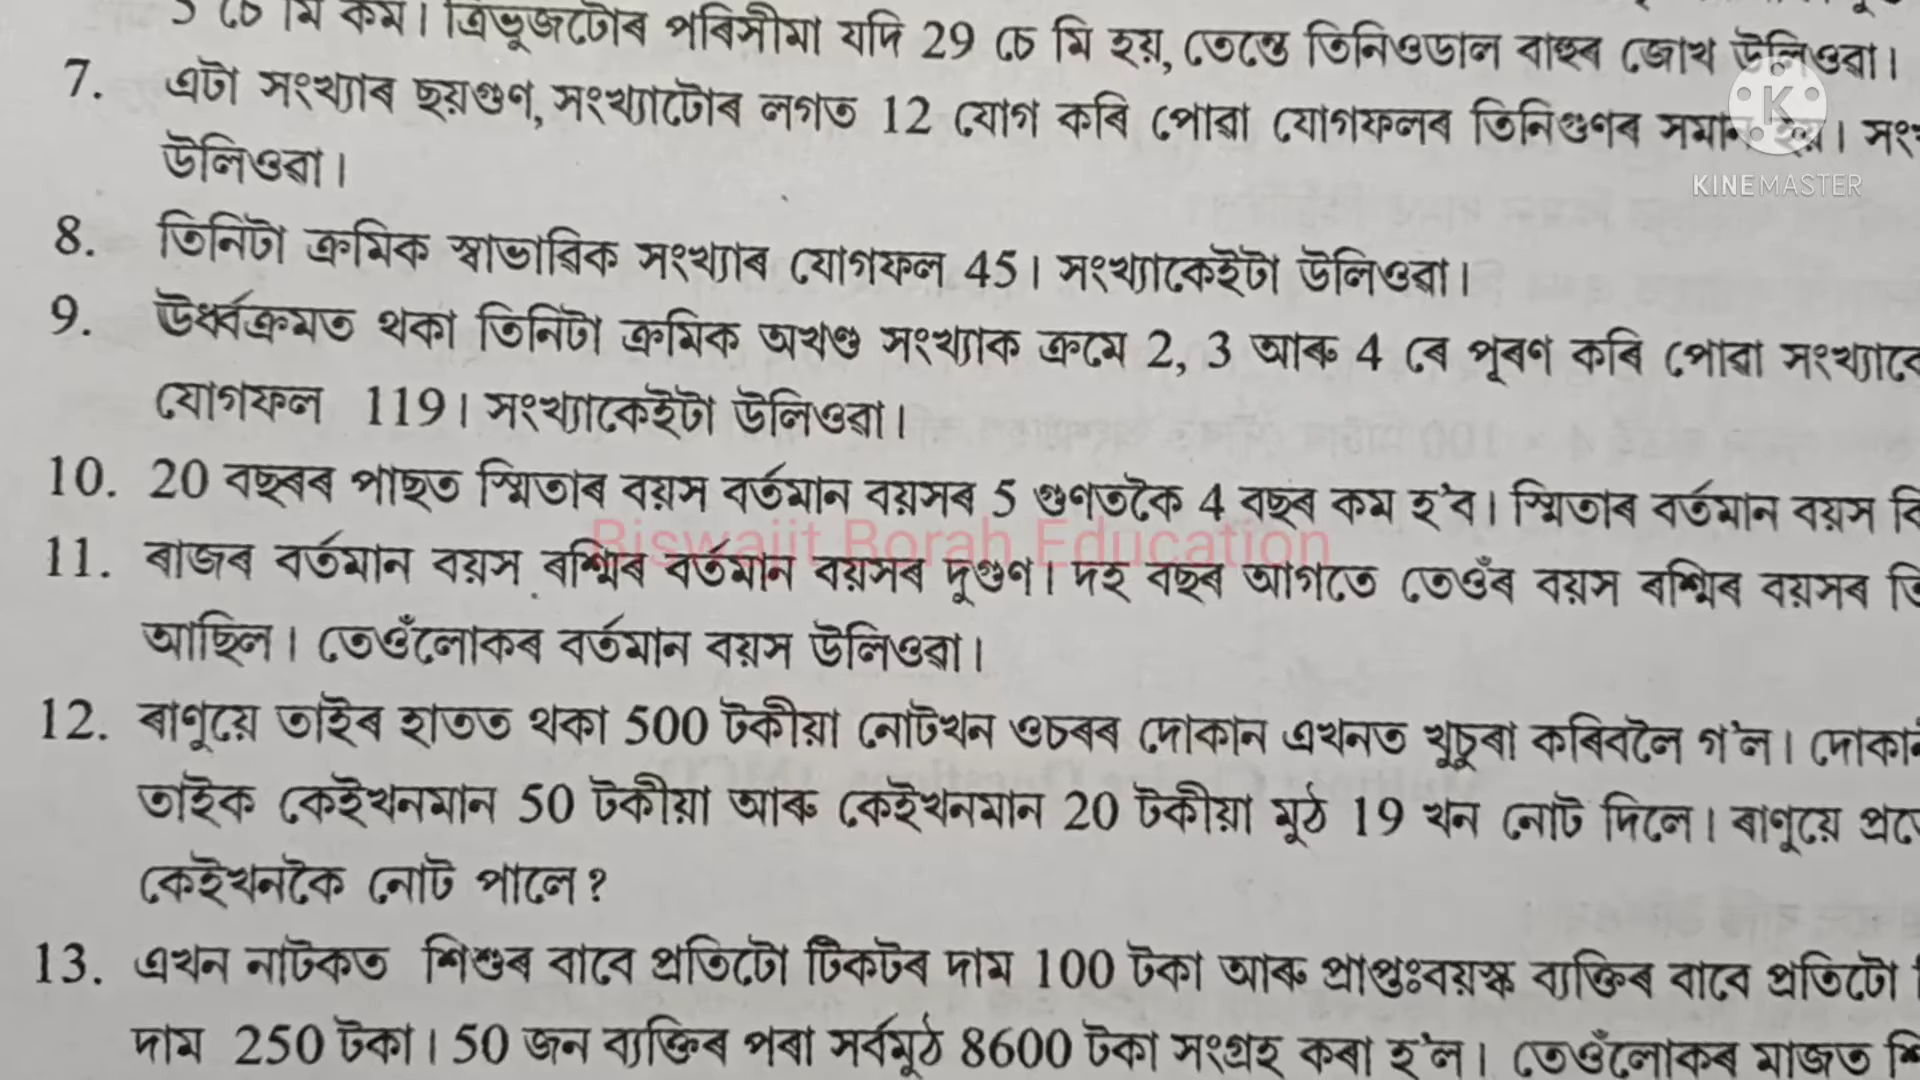 5 চে মি কম। ত্ৰিভুজটোৰ পৰিসীমা যদি 29 চে মি হয়, তেন্তে তিনিওডাল বাহুৰ জোখ উলিওৱা।
7. এটা সংখ্যাৰ ছয়গুণ, সংখ্যাটোৰ লগত 12 যোগ কৰি পোৱা যোগফলৰ তিনিগুণৰ সমান হয়।
KINEMASTER
উলিওৱা।
8. তিনিটা ক্ৰমিক স্বাভাৱিক সংখ্যাৰ যোগফল 45। সংখ্যাকেইটা উলিওৱা।
9. ঊৰ্ধ্বক্ৰমত থকা তিনিটা ক্ৰমিক অখণ্ড সংখ্যাক ক্ৰমে 2, 3 আৰু 4 ৰে পূৰণ কৰি পোৱা
যোগফল 119। সংখ্যাকেইটা উলিওৱা।
10. 20 বছৰৰ পাছত স্মিতাৰ বয়স বৰ্তমান বয়সৰ 5 গুণতকৈ 4 বছৰ কম হ'ব। স্মিতাৰ বৰ্তমান বয়স
Biswajit Borah Education
11. ৰাজৰ বৰ্তমান বয়স ৰশ্মিৰ বৰ্তমান বয়সৰ দুগুণ। দহ বছৰ আগতে তেওঁৰ বয়স ৰশ্মিৰ বয়সৰ
আছিল। তেওঁলোকৰ বৰ্তমান বয়স উলিওৱা।
12. ৰাণুয়ে তাইৰ হাতত থকা 500 টকীয়া নোটখন ওচৰৰ দোকান এখনত খুচুৰা কৰিবলৈ গ'ল।
তাইক কেইখনমান 50 টকীয়া আৰু কেইখনমান 20 টকীয়া মুঠ 19 খন নোট দিলে। ৰাণুয়ে
কেইখনকৈ নোট পালে?
13. এখন নাটকত শিশুৰ বাবে প্ৰতিটো টিকটৰ দাম 100 টকা আৰু প্ৰাপ্তঃবয়স্ক ব্যক্তিৰ বাবে প্ৰতিটো
দাম 250 টকা। 50 জন ব্যক্তিৰ পৰা সৰ্বমুঠ 8600 টকা সংগ্ৰহ কৰা হ'ল। তেওঁলোকৰ মাজত